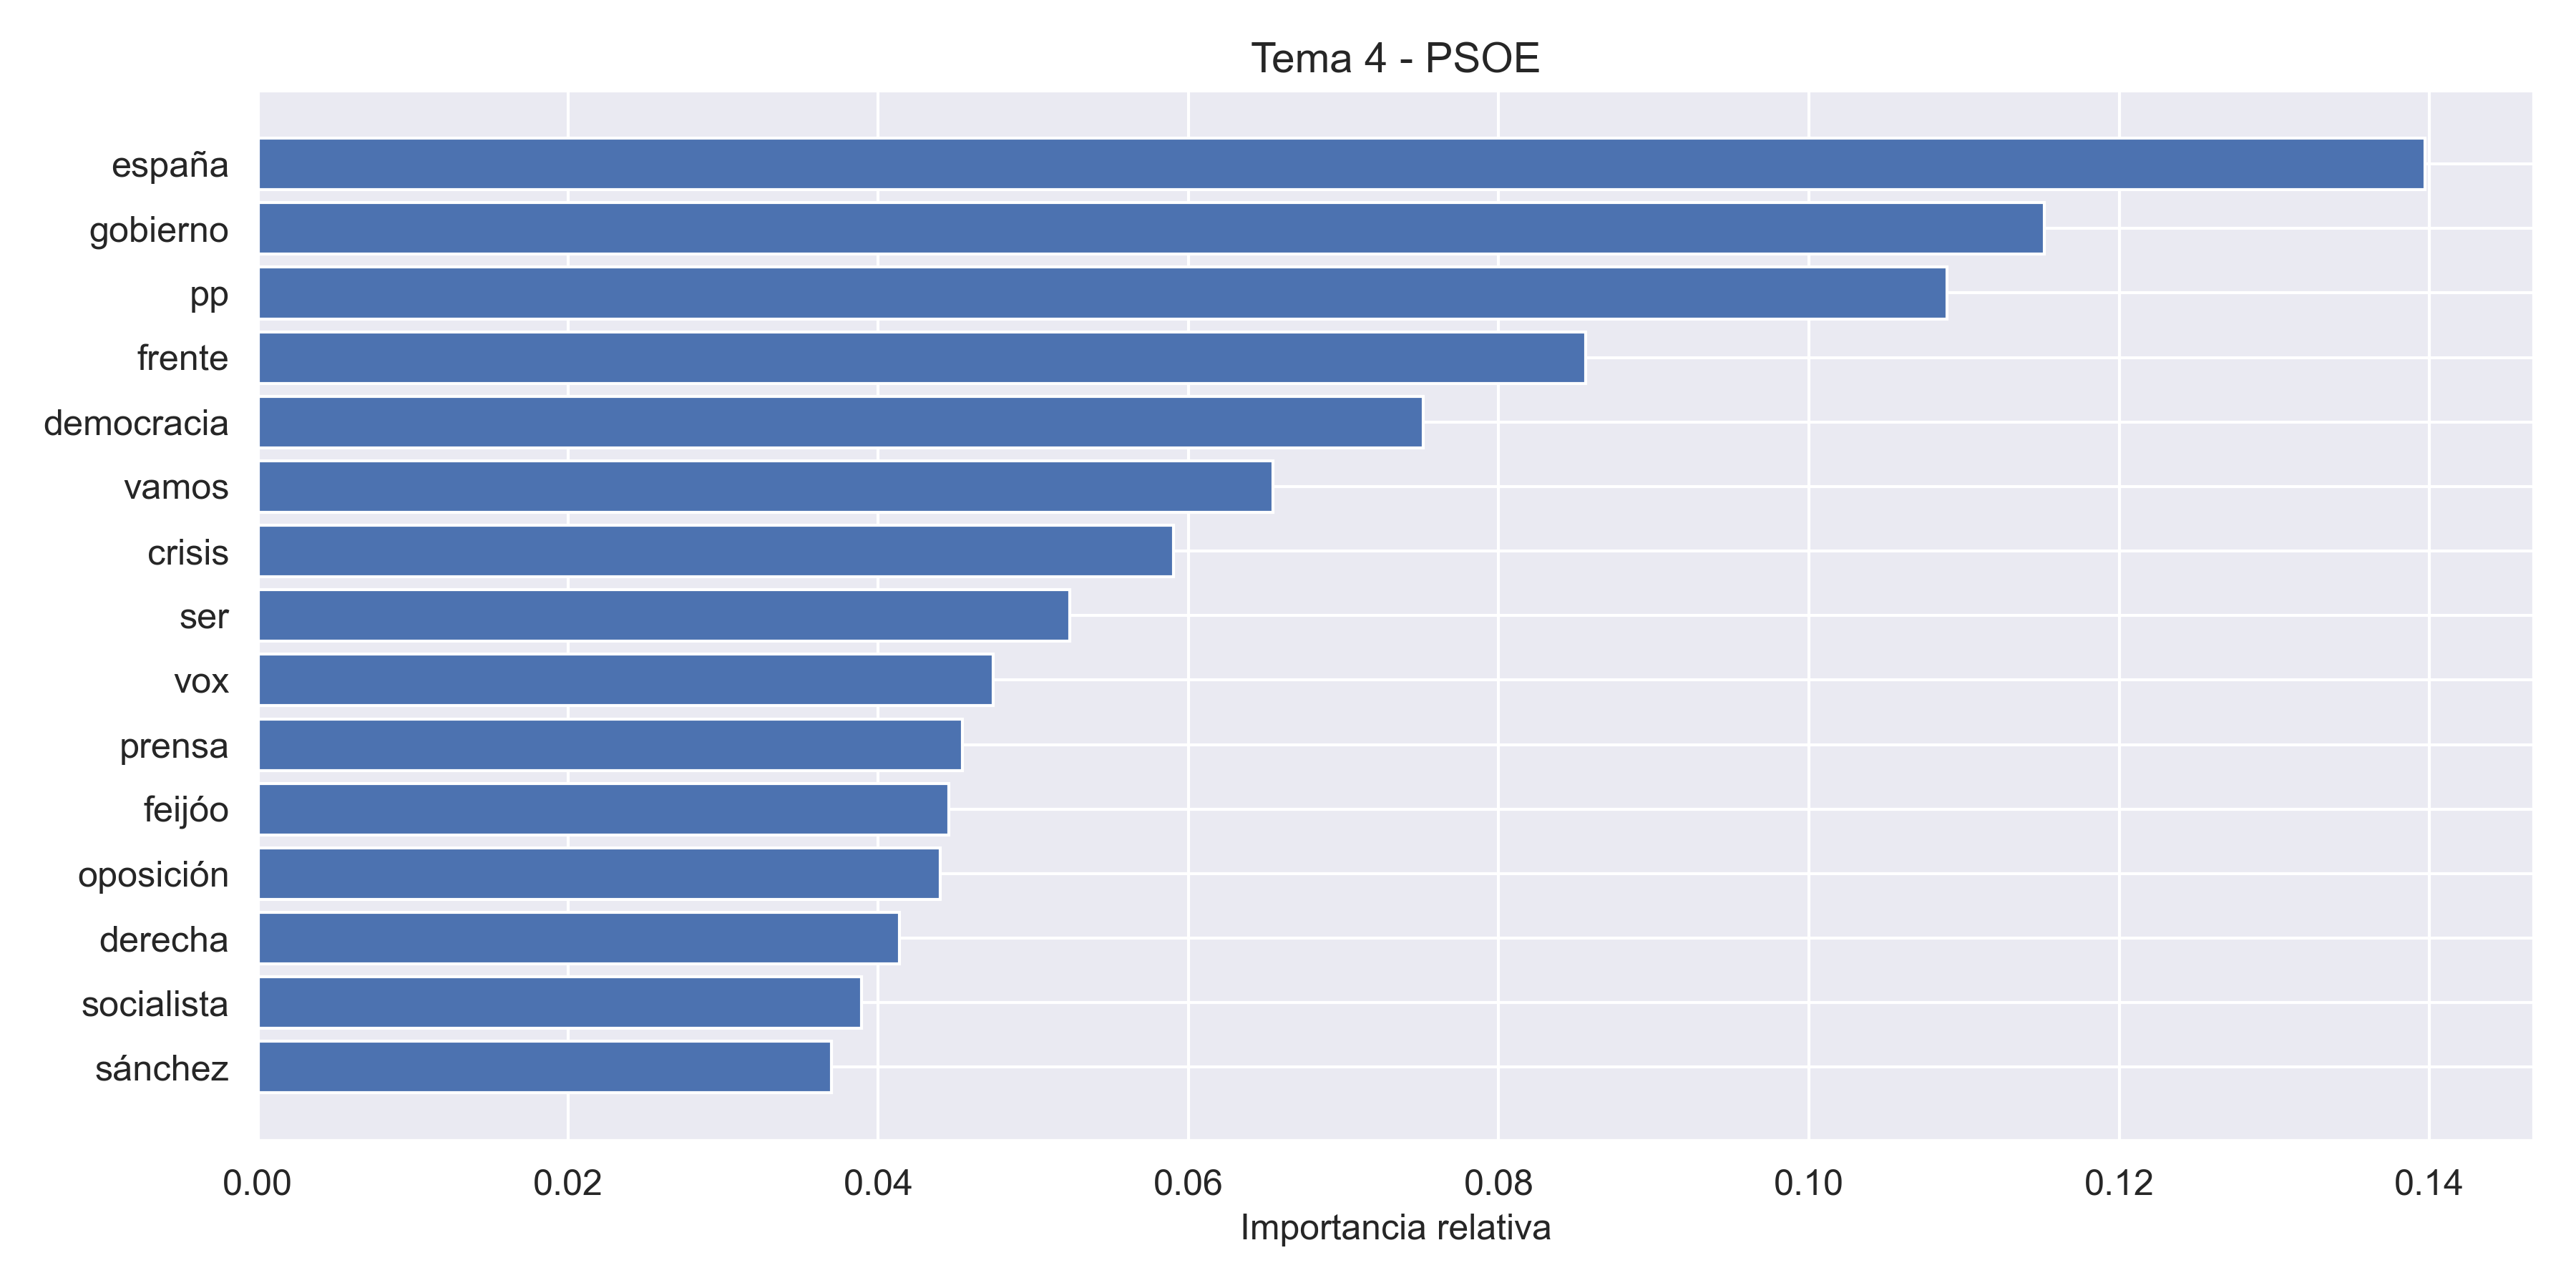 Tema 4 - PSOE
españa
gobierno
pp
frente
democracia
vamos
crisis
ser
vox
prensa
feijóo
oposición
derecha
socialista
sánchez
0.00 0.02 0.04 0.06 0.08 0.10 0.12 0.14
Importancia relativa